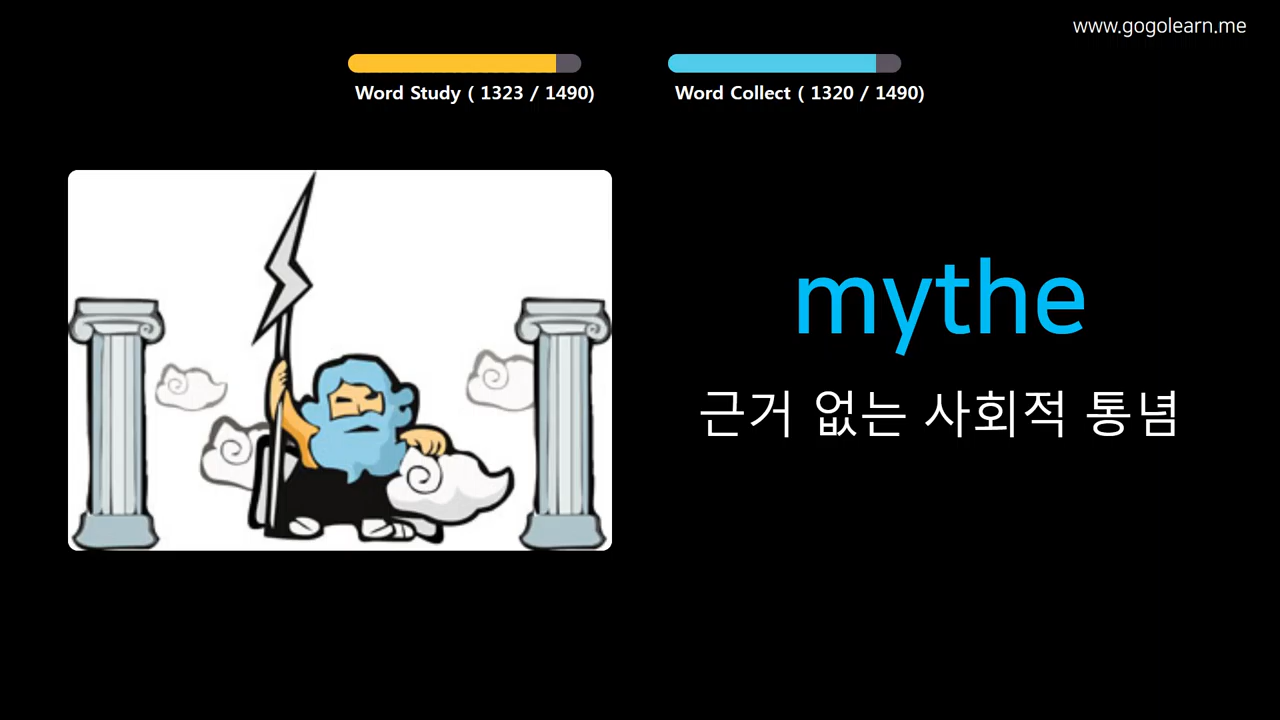 www.gogolearn.me
Word Study ( 1323 / 1490)
Word Collect ( 1320 / 1490)
mythe
근거 없는 사회적 통념